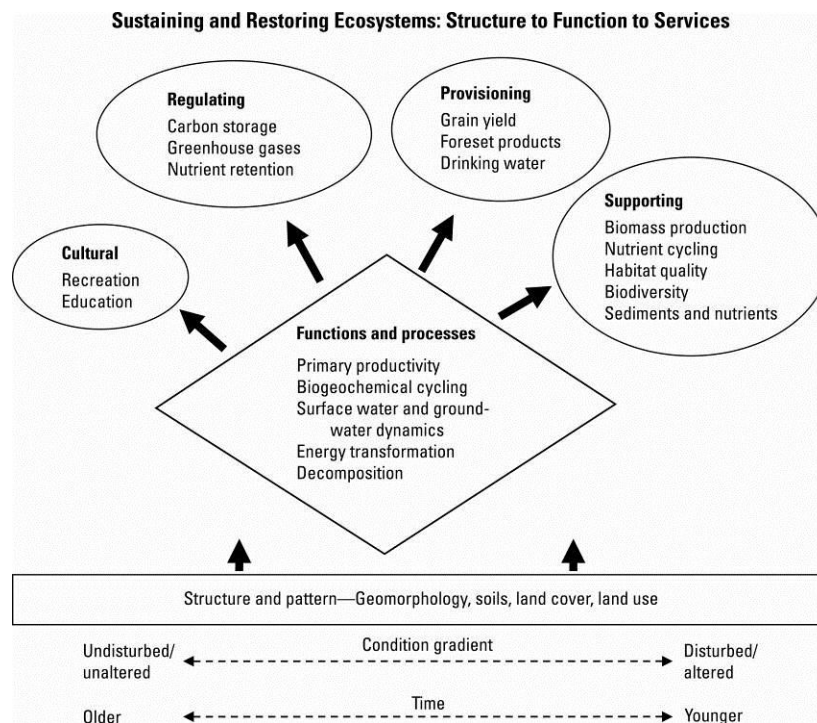 Sustaining and Restoring Ecosystems: Structure to Function to Services
Regulating
Carbon storage
Greenhouse gases
Nutrient retention
Provisioning
Grain yield
Foreset products
Drinking water
Cultural
Recreation
Education
Supporting
Biomass production
Nutrient cycling
Habitat quality
Biodiversity
Sediments and nutrients
Functions and processes
Primary productivity
Biogeochemical cycling
Surface water and ground-
water dynamics
Energy transformation
Decomposition
Structure and pattern—Geomorphology, soils, land cover, land use
Undisturbed/
unaltered
Condition gradient
Disturbed/
altered
Older
Time
Younger